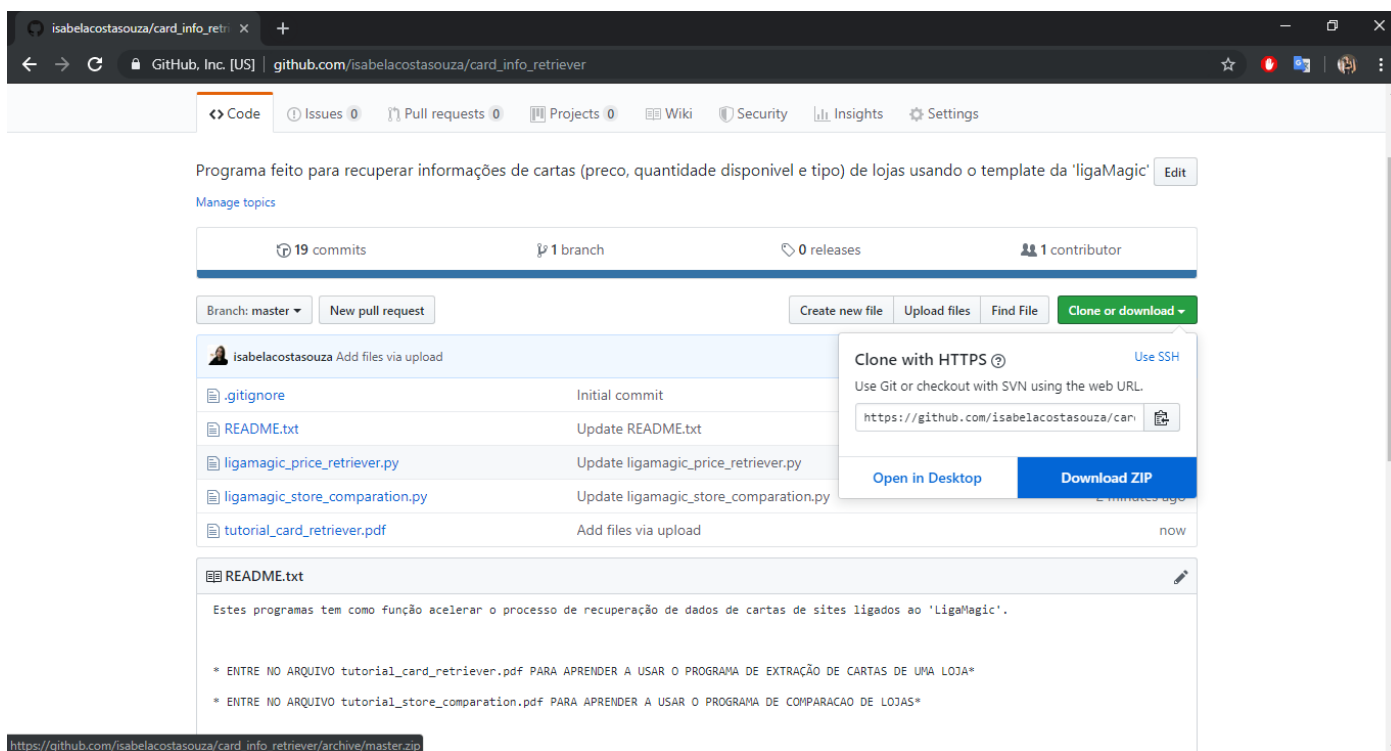 isabelacostasouza/card_info_retri
GitHub, Inc. [US] | github.com/isabelacostasouza/card_info_retriever
Code Issues 0 Pull requests 0 Projects 0 Wiki Security Insights Settings
Programa feito para recuperar informações de cartas (preco, quantidade disponivel e tipo) de lojas usando o template da 'ligaMagic' Edit
Manage topics
19 commits 1 branch 0 releases 1 contributor
Branch: master New pull request Create new file Upload files Find File Clone or download
isabelacostasouza Add files via upload
Clone with HTTPS Use SSH
Use Git or checkout with SVN using the web URL.
https://github.com/isabelacostasouza/car
Open in Desktop Download ZIP
.gitignore Initial commit
README.txt Update README.txt
ligamagic_price_retriever.py Update ligamagic_price_retriever.py
ligamagic_store_comparation.py Update ligamagic_store_comparation.py 2 minutes ago
tutorial_card_retriever.pdf Add files via upload now
README.txt
Estes programas tem como função acelerar o processo de recuperação de dados de cartas de sites ligados ao 'LigaMagic'.
* ENTRE NO ARQUIVO tutorial_card_retriever.pdf PARA APRENDER A USAR O PROGRAMA DE EXTRAÇÃO DE CARTAS DE UMA LOJA*
* ENTRE NO ARQUIVO tutorial_store_comparation.pdf PARA APRENDER A USAR O PROGRAMA DE COMPARACAO DE LOJAS*
https://github.com/isabelacostasouza/card_info_retriever/archive/master.zip